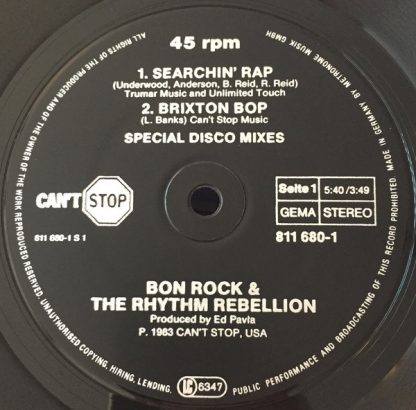 45 rpm
1. SEARCHIN' RAP
(Underwood, Anderson, B. Reid, R. Reid)
Trumar Music and Unlimited Touch
2. BRIXTON BOP
(L. Banks) Can't Stop Music
SPECIAL DISCO MIXES
CAN'T STOP
811 680-1 S 1
Seite 1 5:40/3:49
GEMA STEREO
811 680-1
BON ROCK &
THE RHYTHM REBELLION
Produced by Ed Pavia
P. 1983 CAN'T STOP, USA
LC 6347
ALL RIGHTS OF THE PRODUCER AND OF THE OWNER OF THE WORK REPRODUCED RESERVED. UNAUTHORISED COPYING, HIRING, LENDING, PUBLIC PERFORMANCE AND BROADCASTING OF THIS RECORD PROHIBITED. MADE IN GERMANY BY METRONOME MUSIK GMBH